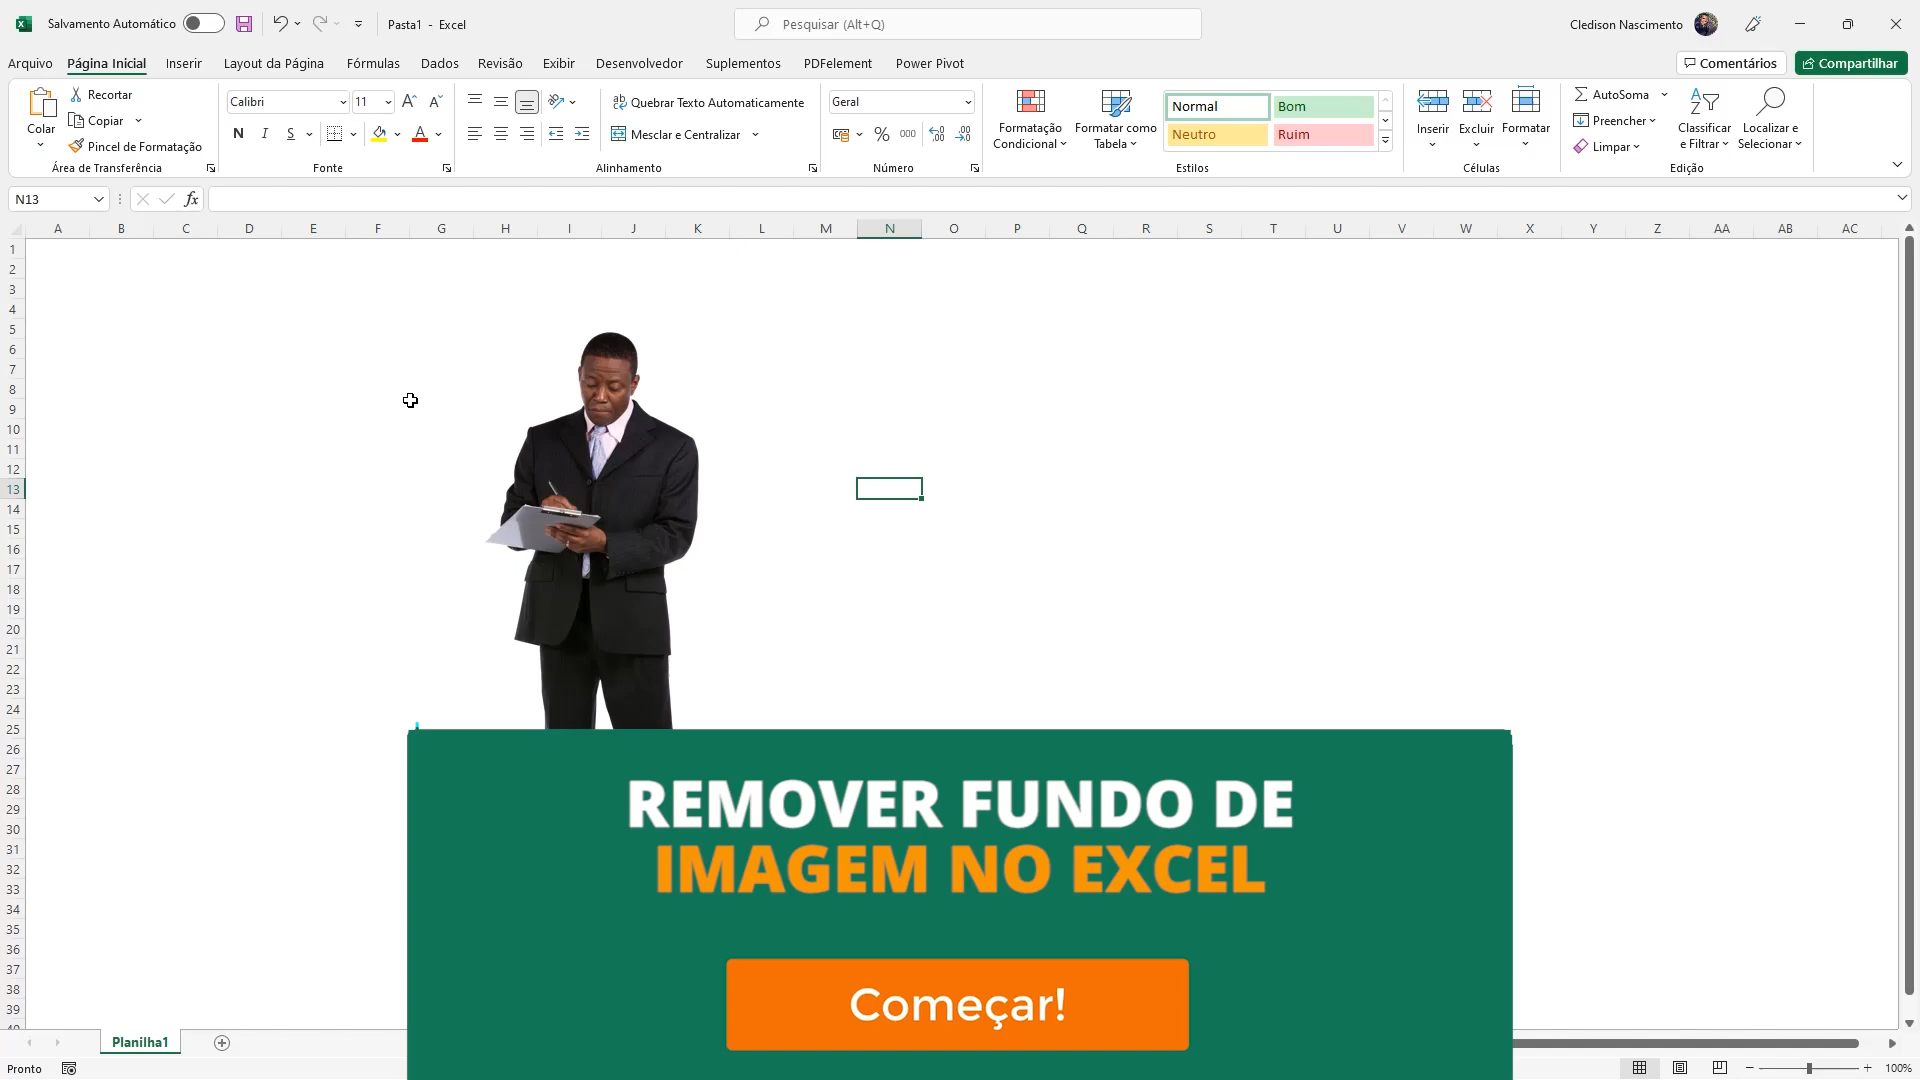 Salvamento Automático
Pasta1 - Excel
Pesquisar (Alt+Q)
Cledison Nascimento
Arquivo Página Inicial Inserir Layout da Página Fórmulas Dados Revisão Exibir Desenvolvedor Suplementos PDFelement Power Pivot
Comentários
Compartilhar
Colar
Recortar
Copiar
Pincel de Formatação
Área de Transferência
Calibri 11
N I S
Fonte
Quebrar Texto Automaticamente
Mesclar e Centralizar
Alinhamento
Geral
% 000
Número
Formatação
Condicional
Formatar como
Tabela
Normal Bom
Neutro Ruim
Estilos
Inserir Excluir Formatar
Células
AutoSoma
Preencher
Limpar
Classificar
e Filtrar
Localizar e
Selecionar
Edição
N13
fx
A B C D E F G H I J K L M N O P Q R S T U V W X Y Z AA AB AC
1
2
3
4
5
6
7
8
9
10
11
12
13
14
15
16
17
18
19
20
21
22
23
24
25
26
27
28
29
30
31
32
33
34
35
36
37
38
39
40
REMOVER FUNDO DE
IMAGEM NO EXCEL
Começar!
Planilha1
Pronto
100%